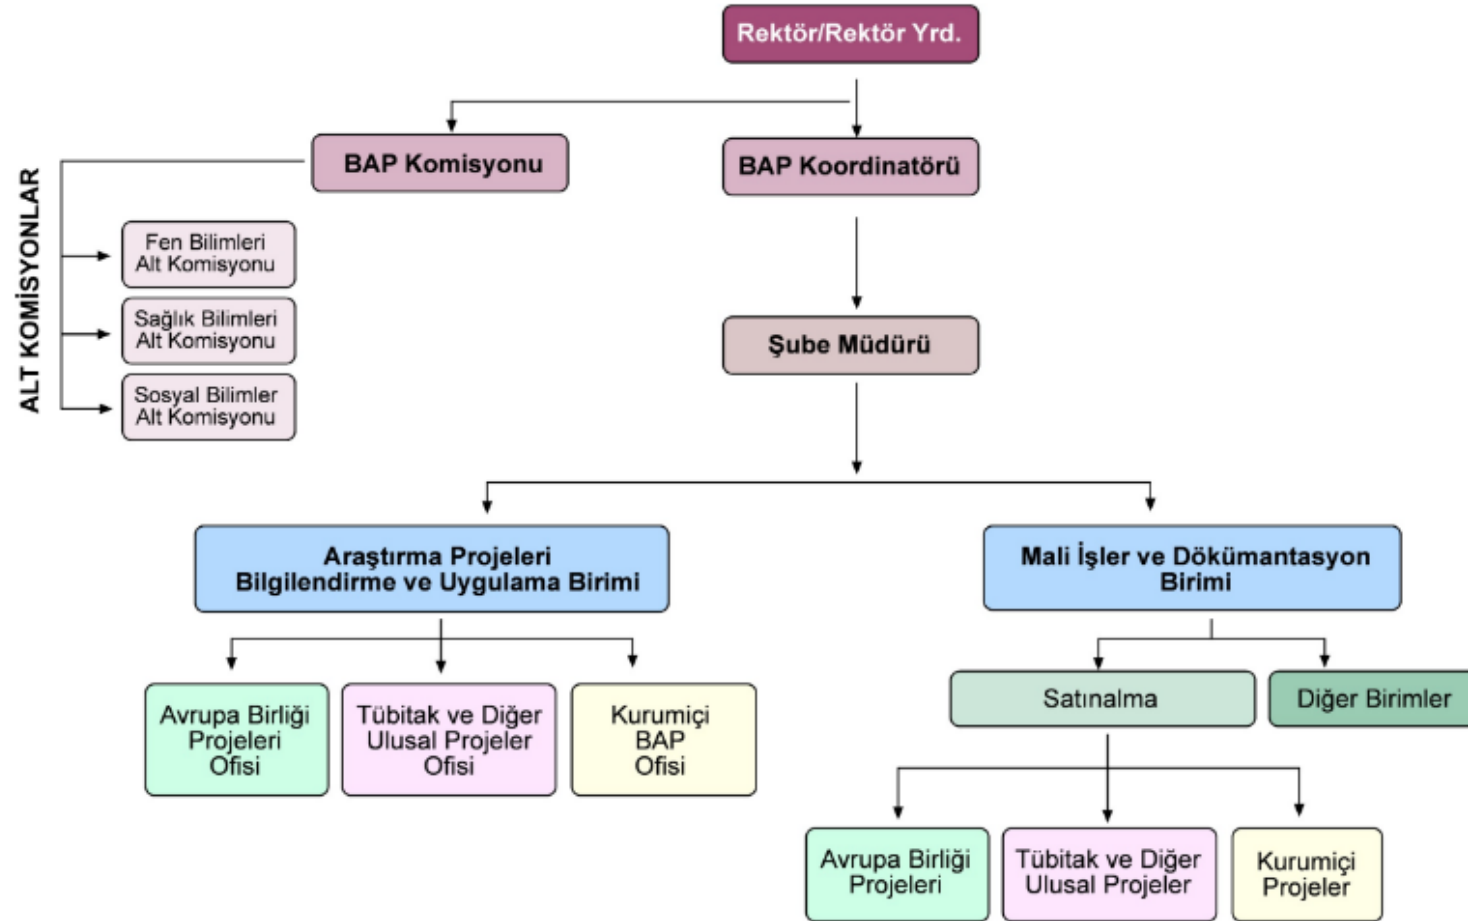 Rektör/Rektör Yrd.
BAP Komisyonu
BAP Koordinatörü
ALT KOMİSYONLAR
Fen Bilimleri
Alt Komisyonu
Sağlık Bilimleri
Alt Komisyonu
Sosyal Bilimler
Alt Komisyonu
Şube Müdürü
Araştırma Projeleri
Bilgilendirme ve Uygulama Birimi
Mali İşler ve Dökümantasyon
Birimi
Avrupa Birliği
Projeleri
Ofisi
Tübitak ve Diğer
Ulusal Projeler
Ofisi
Kurumiçi
BAP
Ofisi
Satınalma
Diğer Birimler
Avrupa Birliği
Projeleri
Tübitak ve Diğer
Ulusal Projeler
Kurumiçi
Projeler